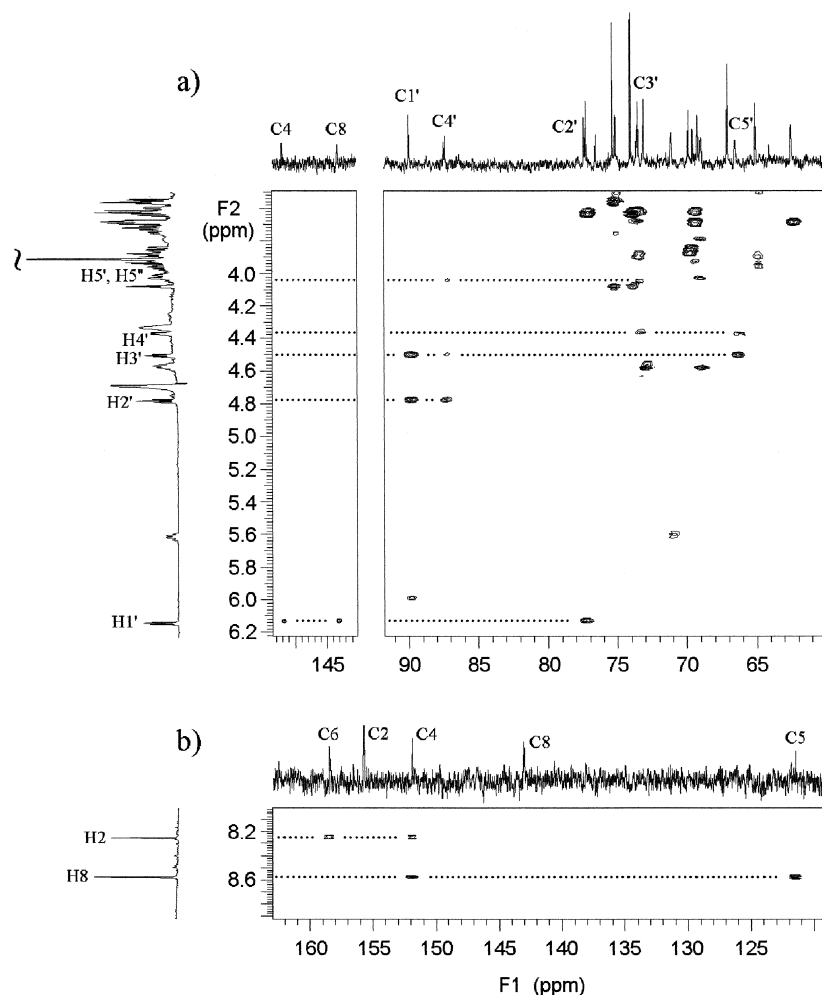 a)
C4 C8 C1' C4' C2' C3' C5'
F2
(ppm)
H5', H5"
H4'
H3'
H2'
H1'
4.0
4.2
4.4
4.6
4.8
5.0
5.2
5.4
5.6
5.8
6.0
6.2
145 90 85 80 75 70 65
b)
C6 C2 C4 C8 C5
H2
H8
8.2
8.6
160 155 150 145 140 135 130 125
F1 (ppm)